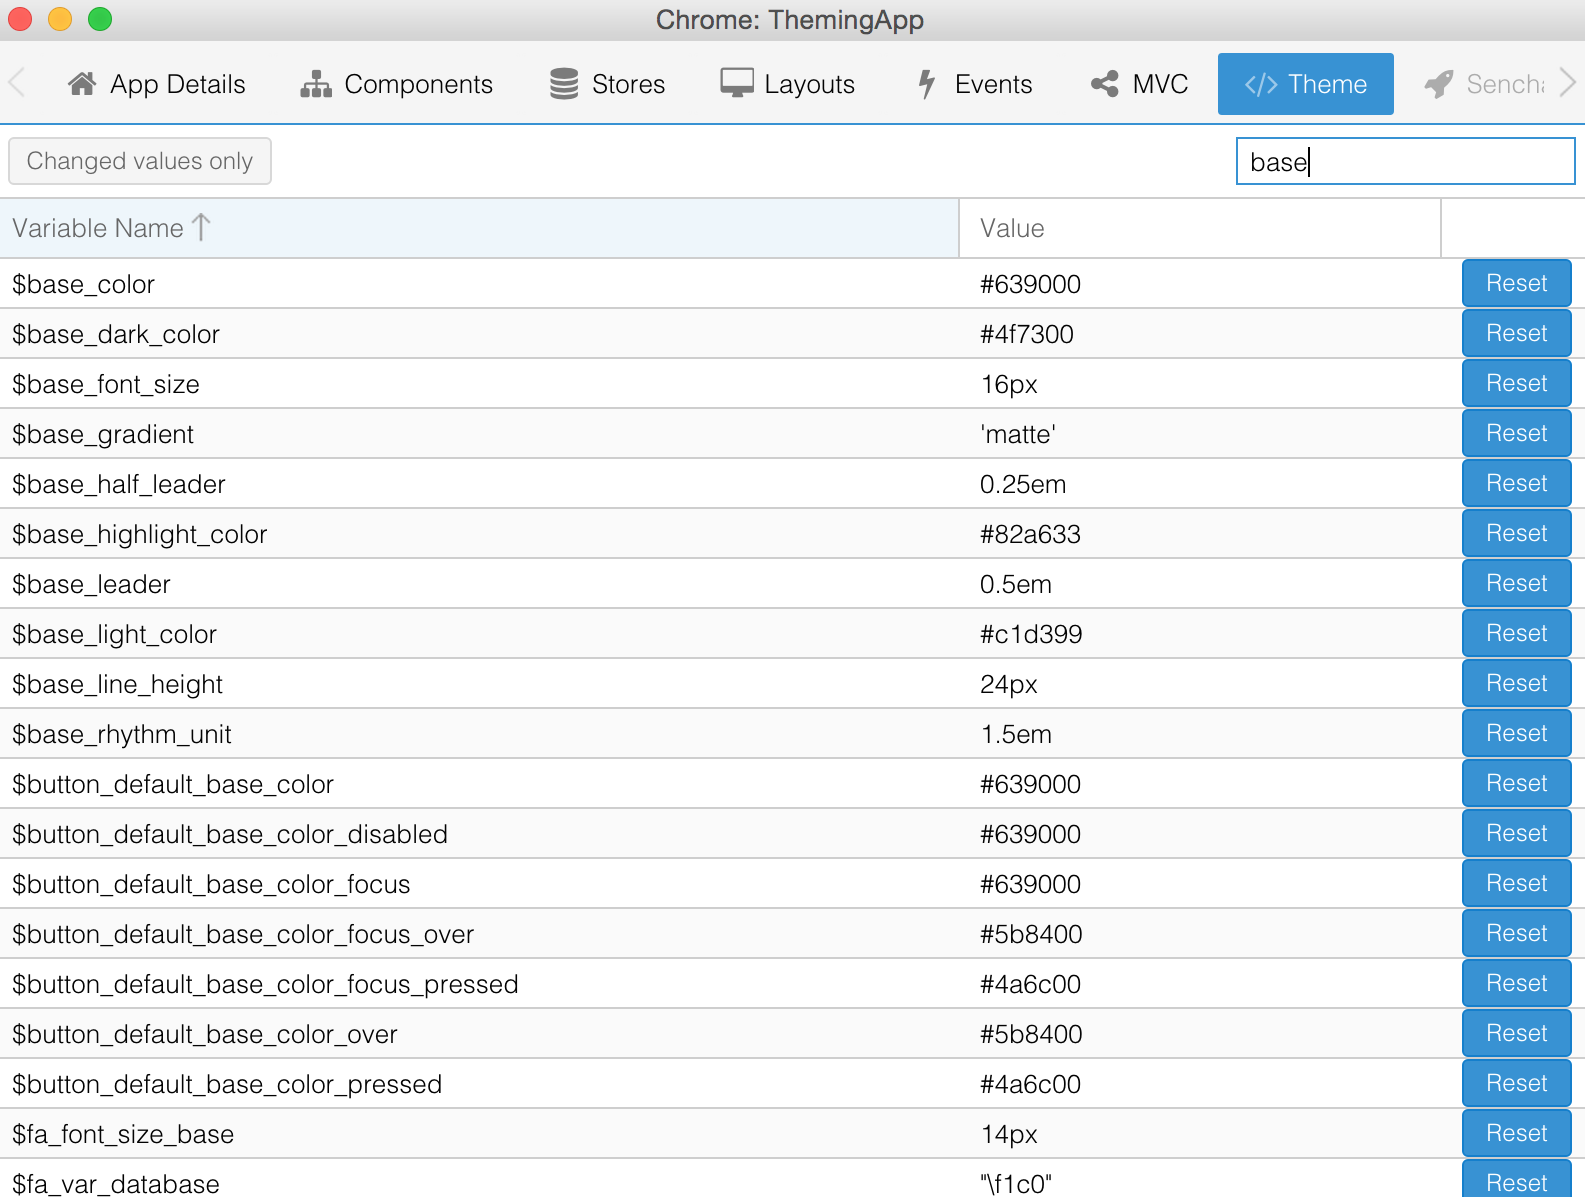 Chrome: ThemingApp
App Details Components Stores Layouts Events MVC </> Theme
Changed values only base
Variable Name Value
$base_color #639000 Reset
$base_dark_color #4f7300 Reset
$base_font_size 16px Reset
$base_gradient 'matte' Reset
$base_half_leader 0.25em Reset
$base_highlight_color #82a633 Reset
$base_leader 0.5em Reset
$base_light_color #c1d399 Reset
$base_line_height 24px Reset
$base_rhythm_unit 1.5em Reset
$button_default_base_color #639000 Reset
$button_default_base_color_disabled #639000 Reset
$button_default_base_color_focus #639000 Reset
$button_default_base_color_focus_over #5b8400 Reset
$button_default_base_color_focus_pressed #4a6c00 Reset
$button_default_base_color_over #5b8400 Reset
$button_default_base_color_pressed #4a6c00 Reset
$fa_font_size_base 14px Reset
$fa_var_database "\f1c0" Reset